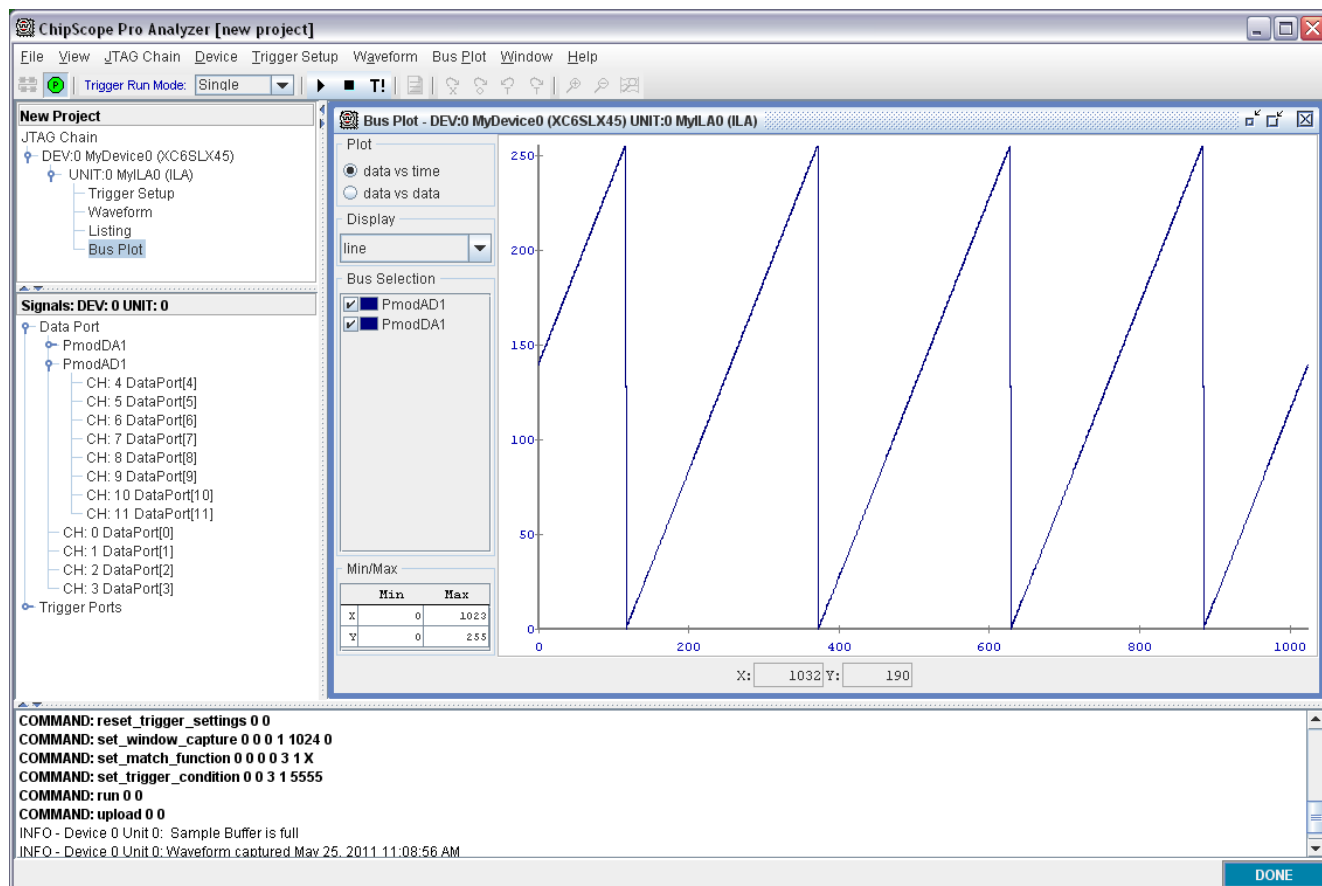 ChipScope Pro Analyzer [new project]
File View JTAG Chain Device Trigger Setup Waveform Bus Plot Window Help
Trigger Run Mode: Single T!
New Project
JTAG Chain
DEV:0 MyDevice0 (XC6SLX45)
UNIT:0 MyILA0 (ILA)
Trigger Setup
Waveform
Listing
Bus Plot
Signals: DEV: 0 UNIT: 0
Data Port
PmodDA1
PmodAD1
CH: 4 DataPort[4]
CH: 5 DataPort[5]
CH: 6 DataPort[6]
CH: 7 DataPort[7]
CH: 8 DataPort[8]
CH: 9 DataPort[9]
CH: 10 DataPort[10]
CH: 11 DataPort[11]
CH: 0 DataPort[0]
CH: 1 DataPort[1]
CH: 2 DataPort[2]
CH: 3 DataPort[3]
Trigger Ports
Bus Plot - DEV:0 MyDevice0 (XC6SLX45) UNIT:0 MyILA0 (ILA)
Plot
data vs time
data vs data
Display
line
Bus Selection
PmodAD1
PmodDA1
Min/Max
Min Max
X 0 1023
Y 0 255
250
200
150
100
50
0
0 200 400 600 800 1000
X: 1032 Y: 190
COMMAND: reset_trigger_settings 0 0
COMMAND: set_window_capture 0 0 0 1 1024 0
COMMAND: set_match_function 0 0 0 0 3 1 X
COMMAND: set_trigger_condition 0 0 3 1 5555
COMMAND: run 0 0
COMMAND: upload 0 0
INFO - Device 0 Unit 0: Sample Buffer is full
INFO - Device 0 Unit 0: Waveform captured May 25, 2011 11:08:56 AM
DONE